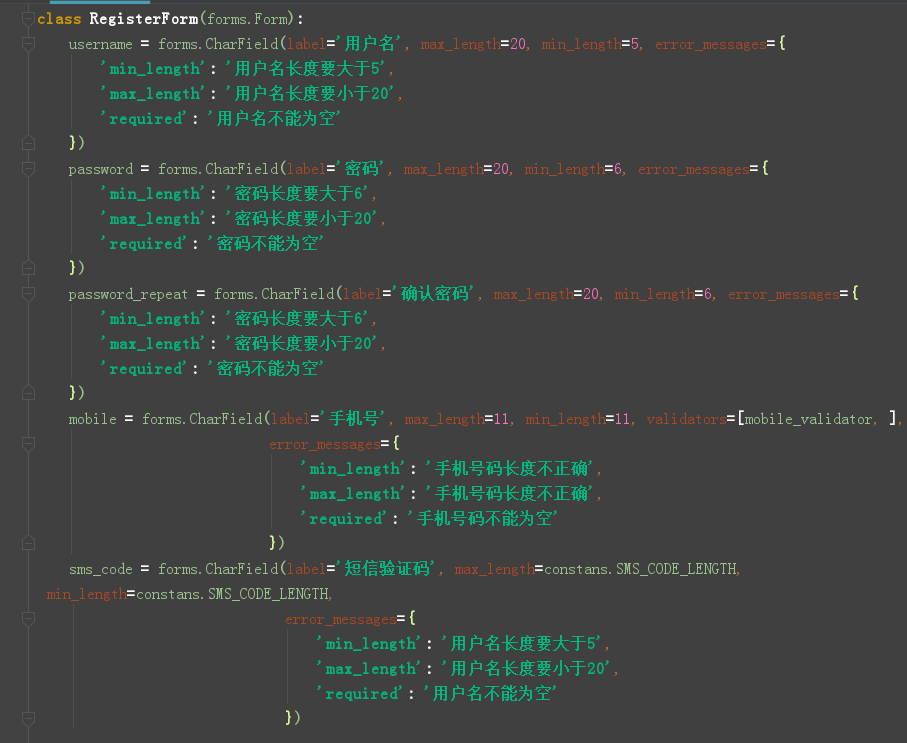 class RegisterForm(forms.Form):
    username = forms.CharField(label='用户名', max_length=20, min_length=5, error_messages={
        'min_length': '用户名长度要大于5',
        'max_length': '用户名长度要小于20',
        'required': '用户名不能为空'
    })
    password = forms.CharField(label='密码', max_length=20, min_length=6, error_messages={
        'min_length': '密码长度要大于6',
        'max_length': '密码长度要小于20',
        'required': '密码不能为空'
    })
    password_repeat = forms.CharField(label='确认密码', max_length=20, min_length=6, error_messages={
        'min_length': '密码长度要大于6',
        'max_length': '密码长度要小于20',
        'required': '密码不能为空'
    })
    mobile = forms.CharField(label='手机号', max_length=11, min_length=11, validators=[mobile_validator, ],
                             error_messages={
                                 'min_length': '手机号码长度不正确',
                                 'max_length': '手机号码长度不正确',
                                 'required': '手机号码不能为空'
                             })
    sms_code = forms.CharField(label='短信验证码', max_length=constans.SMS_CODE_LENGTH,
 min_length=constans.SMS_CODE_LENGTH,
                               error_messages={
                                   'min_length': '用户名长度要大于5',
                                   'max_length': '用户名长度要小于20',
                                   'required': '用户名不能为空'
                               })